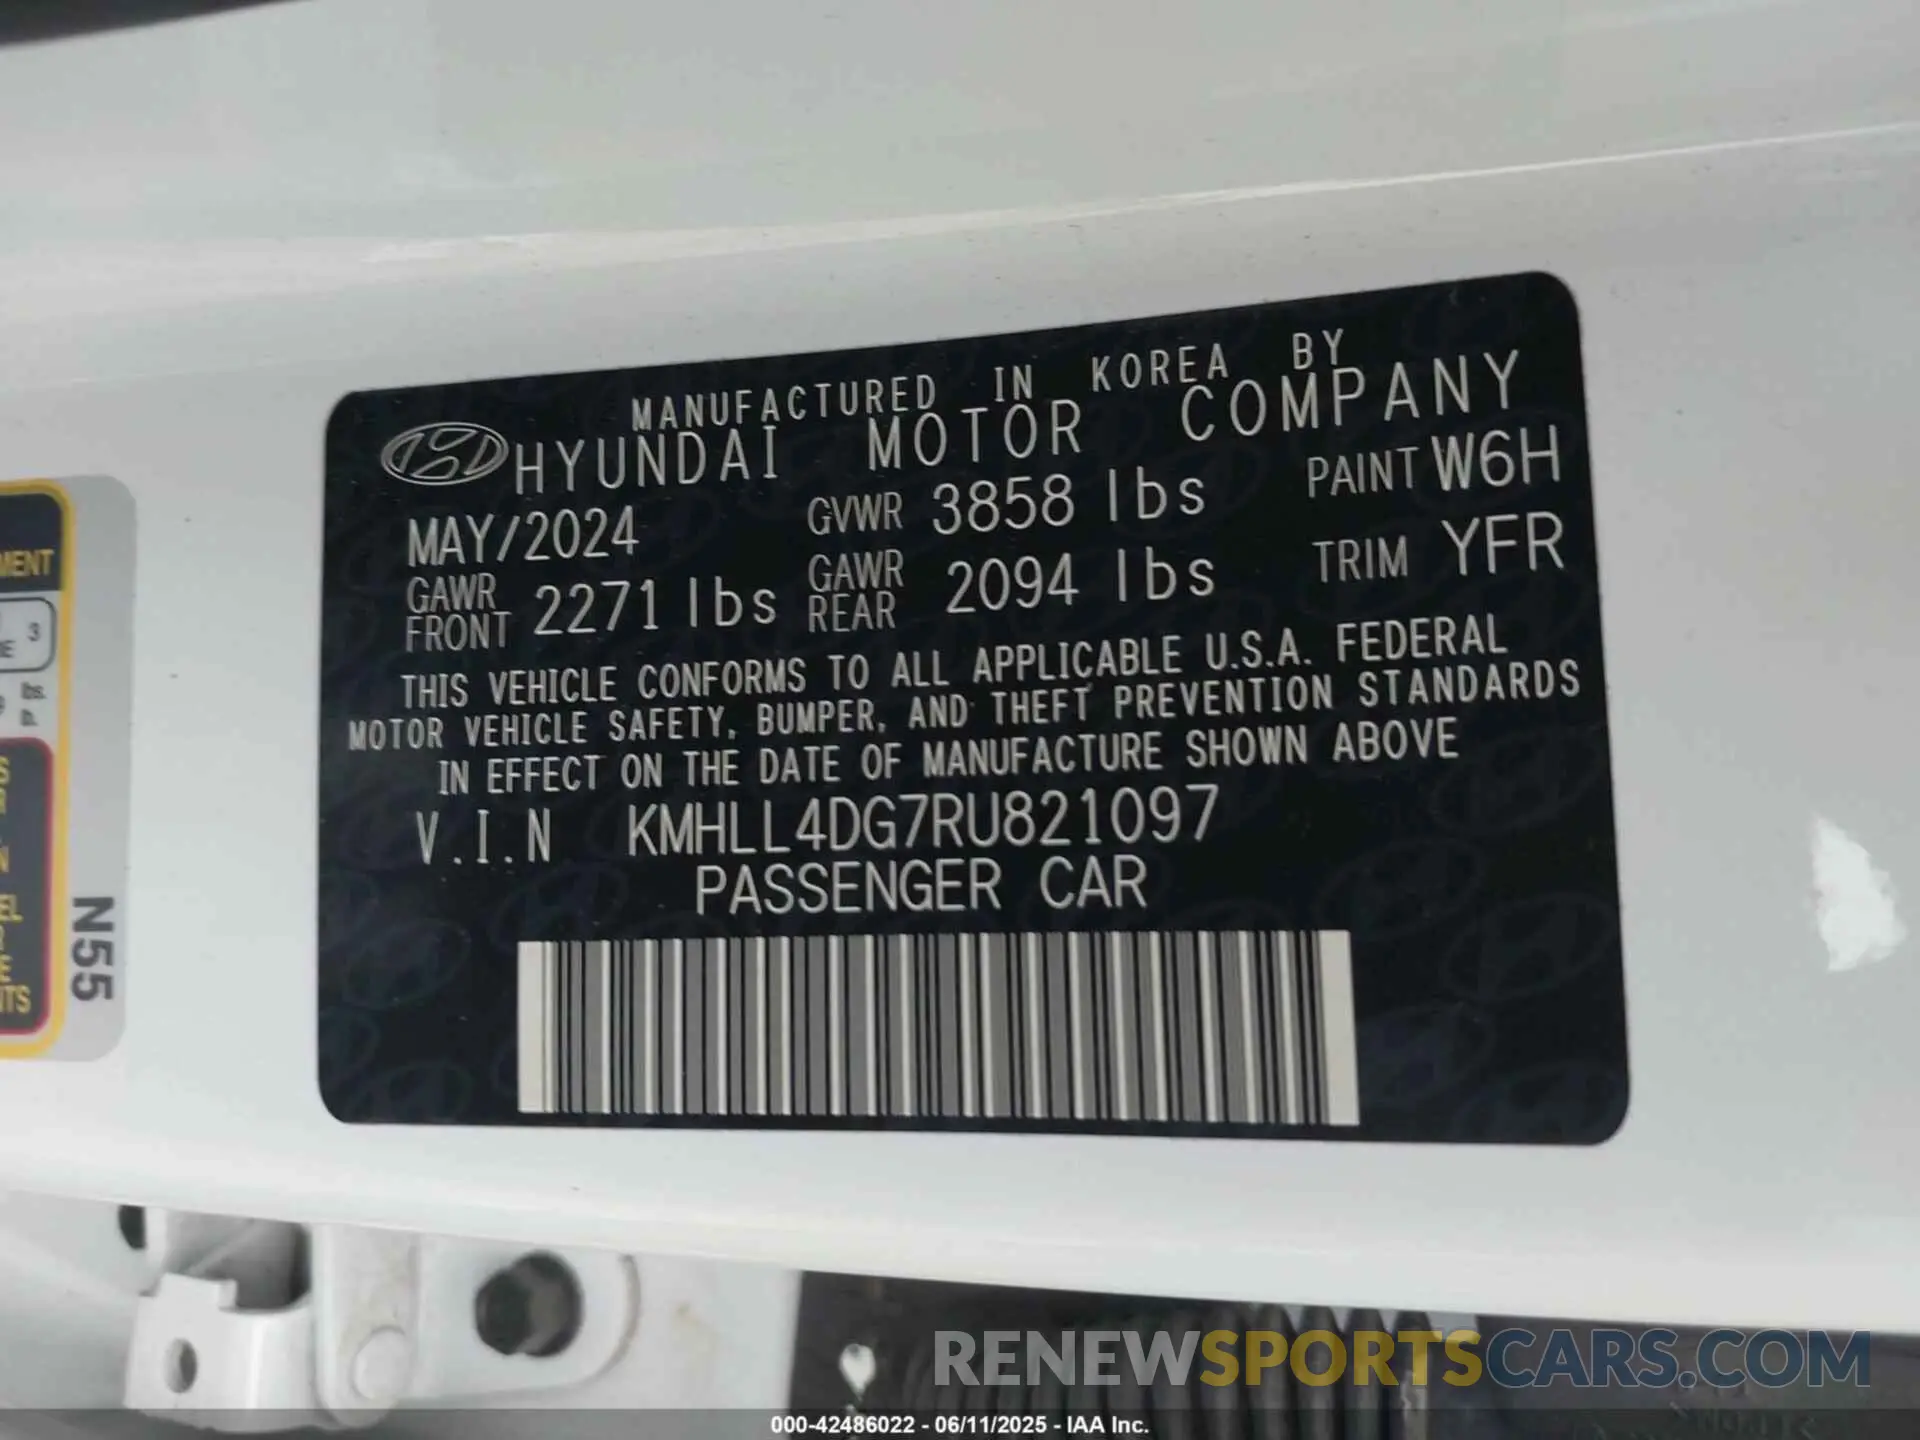 MANUFACTURED IN KOREA BY
HYUNDAI MOTOR COMPANY
MAY/2024 GVWR 3858 lbs PAINT W6H
GAWR FRONT 2271 lbs GAWR REAR 2094 lbs TRIM YFR
THIS VEHICLE CONFORMS TO ALL APPLICABLE U.S.A. FEDERAL
MOTOR VEHICLE SAFETY, BUMPER, AND THEFT PREVENTION STANDARDS
IN EFFECT ON THE DATE OF MANUFACTURE SHOWN ABOVE
V.I.N KMHLL4DG7RU821097
PASSENGER CAR
3
lbs.
lb.
N55
RENEWSPORTSCARS.COM
000-42486022 - 06/11/2025 - IAA Inc.